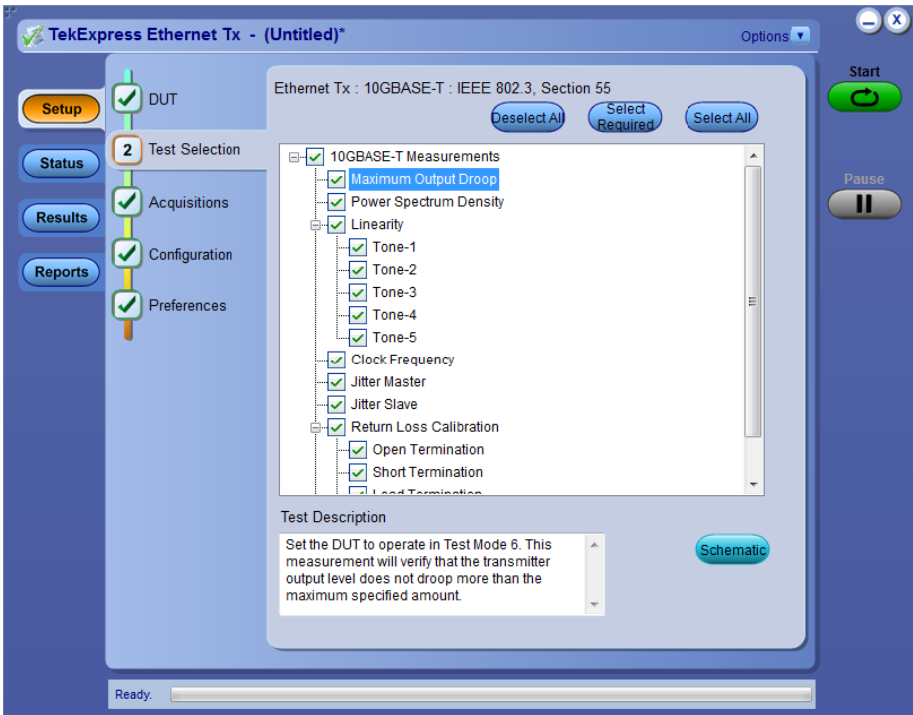 TekExpress Ethernet Tx - (Untitled)*
Options
Start
Pause
Setup
Status
Results
Reports
DUT
2 Test Selection
Acquisitions
Configuration
Preferences
Ethernet Tx : 10GBASE-T : IEEE 802.3, Section 55
Deselect All
Select Required
Select All
10GBASE-T Measurements
Maximum Output Droop
Power Spectrum Density
Linearity
Tone-1
Tone-2
Tone-3
Tone-4
Tone-5
Clock Frequency
Jitter Master
Jitter Slave
Return Loss Calibration
Open Termination
Short Termination
Load Termination
Test Description
Set the DUT to operate in Test Mode 6. This
measurement will verify that the transmitter
output level does not droop more than the
maximum specified amount.
Schematic
Ready.